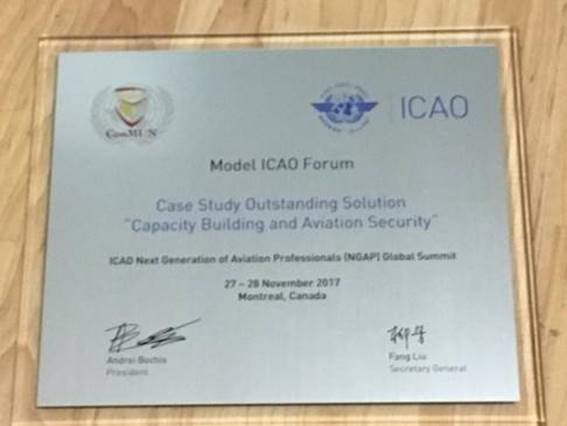 ConMUN
ICAO
Model ICAO Forum
Case Study Outstanding Solution
"Capacity Building and Aviation Security"
ICAO Next Generation of Aviation Professionals (NGAP) Global Summit
27 – 28 November 2017
Montreal, Canada
Andrei Bochis
President
Fang Liu
Secretary General